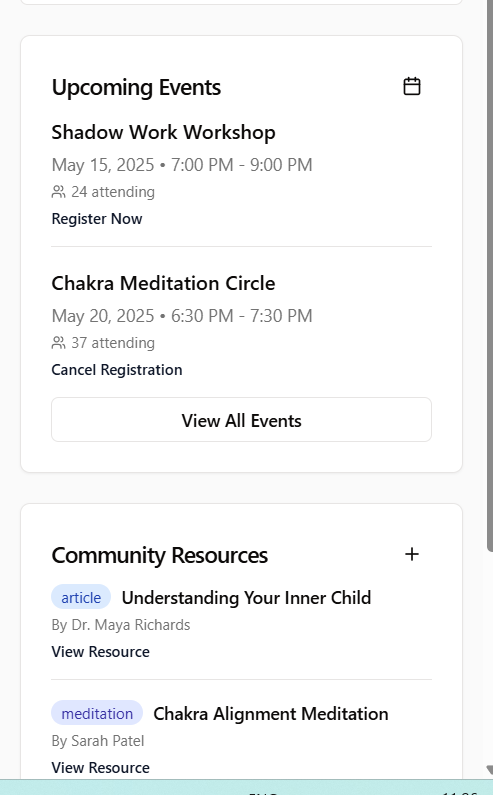 Upcoming Events
Shadow Work Workshop
May 15, 2025 • 7:00 PM - 9:00 PM
24 attending
Register Now
Chakra Meditation Circle
May 20, 2025 • 6:30 PM - 7:30 PM
37 attending
Cancel Registration
View All Events
Community Resources
article Understanding Your Inner Child
By Dr. Maya Richards
View Resource
meditation Chakra Alignment Meditation
By Sarah Patel
View Resource